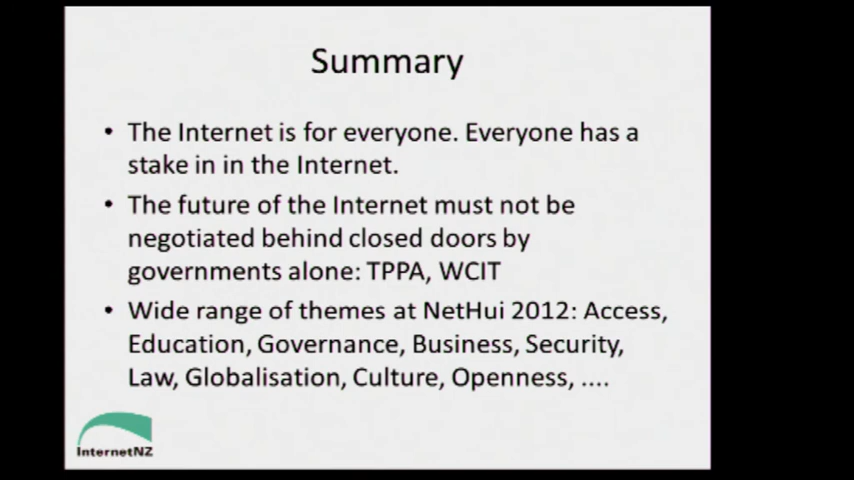 Summary
• The Internet is for everyone. Everyone has a
stake in in the Internet.
• The future of the Internet must not be
negotiated behind closed doors by
governments alone: TPPA, WCIT
• Wide range of themes at NetHui 2012: Access,
Education, Governance, Business, Security,
Law, Globalisation, Culture, Openness, ....
InternetNZ